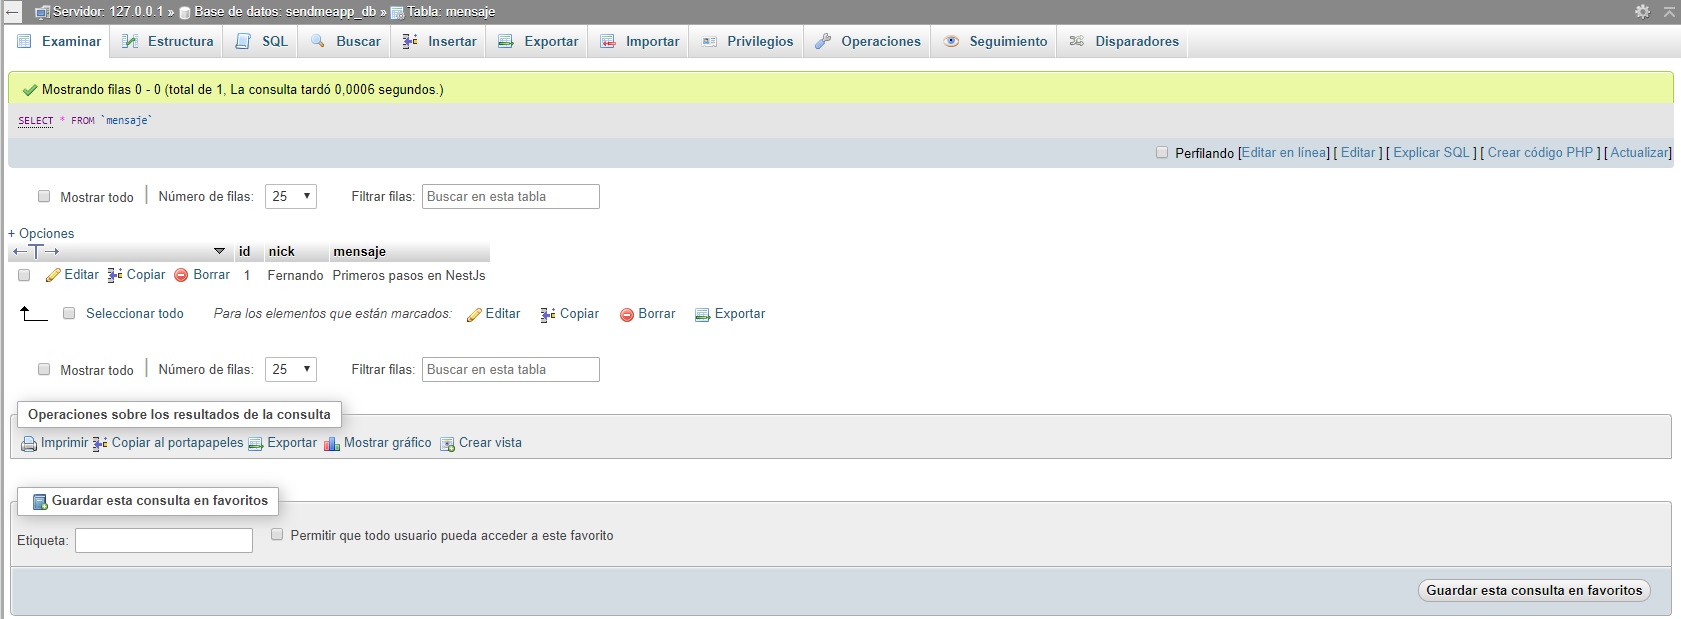 Servidor: 127.0.0.1 » Base de datos: sendmeapp_db » Tabla: mensaje
Examinar Estructura SQL Buscar Insertar Exportar Importar Privilegios Operaciones Seguimiento Disparadores
Mostrando filas 0 - 0 (total de 1, La consulta tardó 0,0006 segundos.)
SELECT * FROM `mensaje`
Perfilando [Editar en línea] [ Editar ] [ Explicar SQL ] [ Crear código PHP ] [ Actualizar]
Mostrar todo | Número de filas: 25 Filtrar filas: Buscar en esta tabla
+ Opciones
←T→ id nick mensaje
Editar Copiar Borrar 1 Fernando Primeros pasos en NestJs
Seleccionar todo Para los elementos que están marcados: Editar Copiar Borrar Exportar
Mostrar todo | Número de filas: 25 Filtrar filas: Buscar en esta tabla
Operaciones sobre los resultados de la consulta
Imprimir Copiar al portapapeles Exportar Mostrar gráfico Crear vista
Guardar esta consulta en favoritos
Etiqueta: Permitir que todo usuario pueda acceder a este favorito
Guardar esta consulta en favoritos